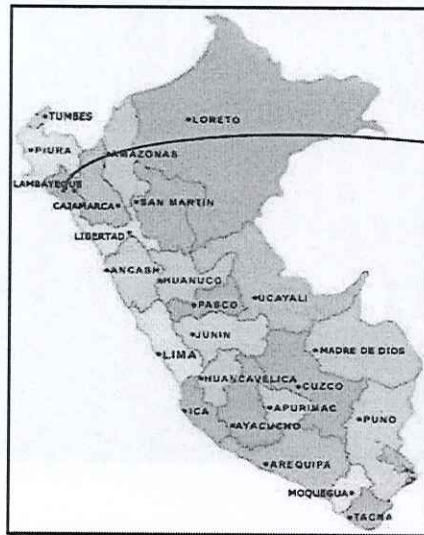 TUMBES
LORETO
PIURA
AMAZONAS
LAMBAYEQUE
CAJAMARCA
SAN MARTIN
LIBERTAD
ANCASH
HUANUCO
PASCO
UCAYALI
JUNIN
LIMA
MADRE DE DIOS
HUANCAVELICA
CUZCO
ICA
APURIMAC
PUNO
AYACUCHO
AREQUIPA
MOQUEGUA
TACNA